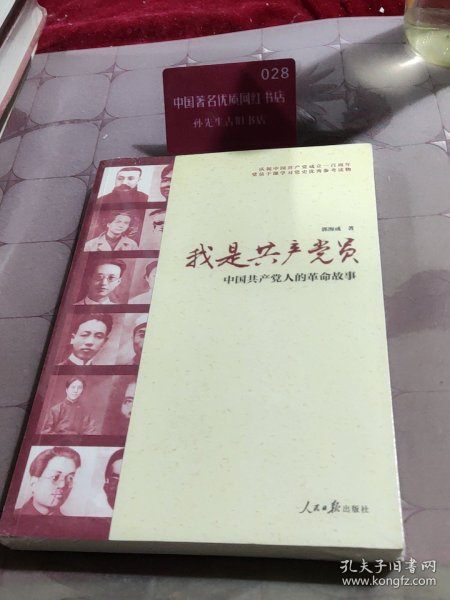 028
中国著名优质网红书店
孙先生古旧书店
庆祝中国共产党成立一百周年
党员干部学习党史优秀参考读物
郭海成 著
我是共产党员
中国共产党人的革命故事
人民日报出版社
孔夫子旧书网
www.kongfz.com